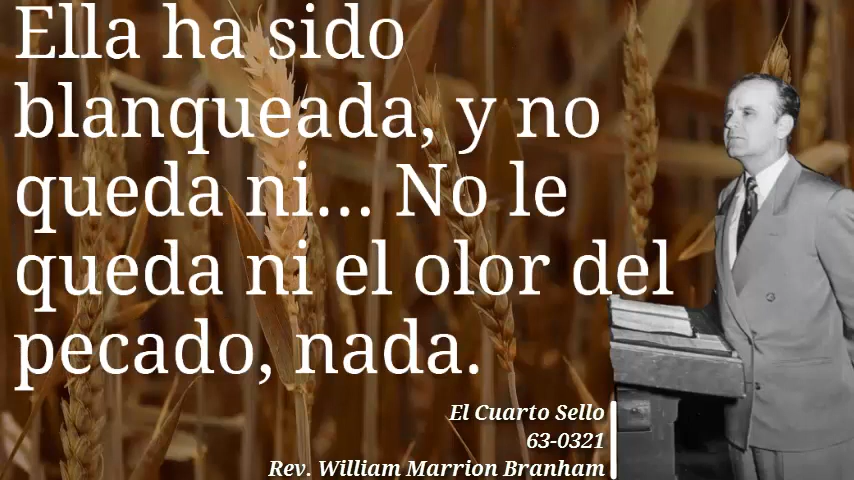 Ella ha sido
blanqueada, y no
queda ni... No le
queda ni el olor del
pecado, nada.
El Cuarto Sello
63-0321
Rev. William Marrion Branham